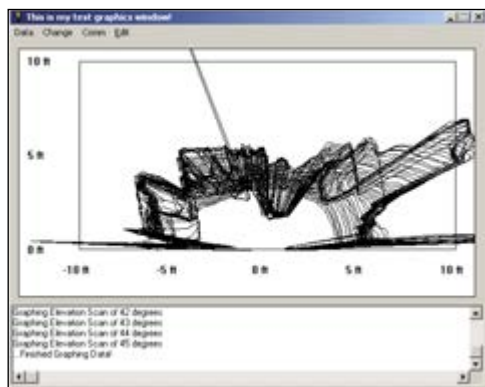 This is my test graphics window!
Data Change Comm Edit
10 ft
5 ft
0 ft
-10 ft -5 ft 0 ft 5 ft 10 ft
Graphing Elevation Scan of 42 degrees
Graphing Elevation Scan of 43 degrees
Graphing Elevation Scan of 44 degrees
Graphing Elevation Scan of 45 degrees
...Finished Graphing Data!